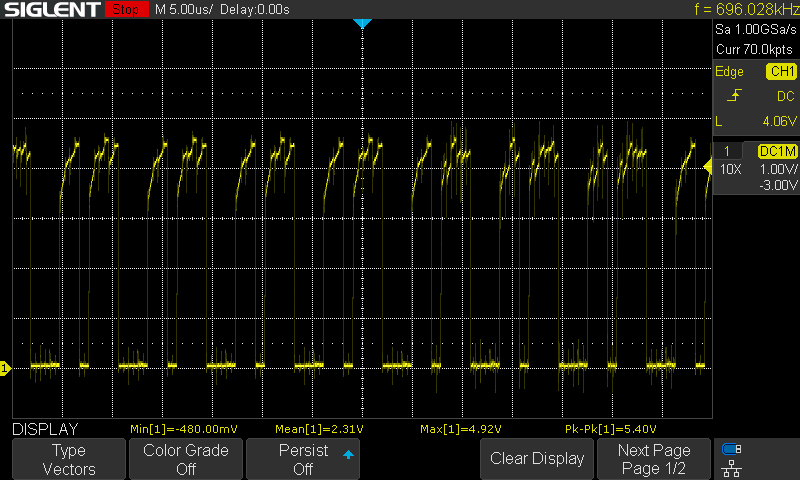 SIGLENT Stop M 5.00us/ Delay:0.00s f = 696.028kHz
Sa 1.00GSa/s
Curr 70.0kpts
Edge CH1
DC
L 4.06V
1 DC1M
10X 1.00V/
-3.00V
1
DISPLAY Min[1]=-480.00mV Mean[1]=2.31V Max[1]=4.92V Pk-Pk[1]=5.40V
Type
Vectors
Color Grade
Off
Persist
Off
Clear Display
Next Page
Page 1/2